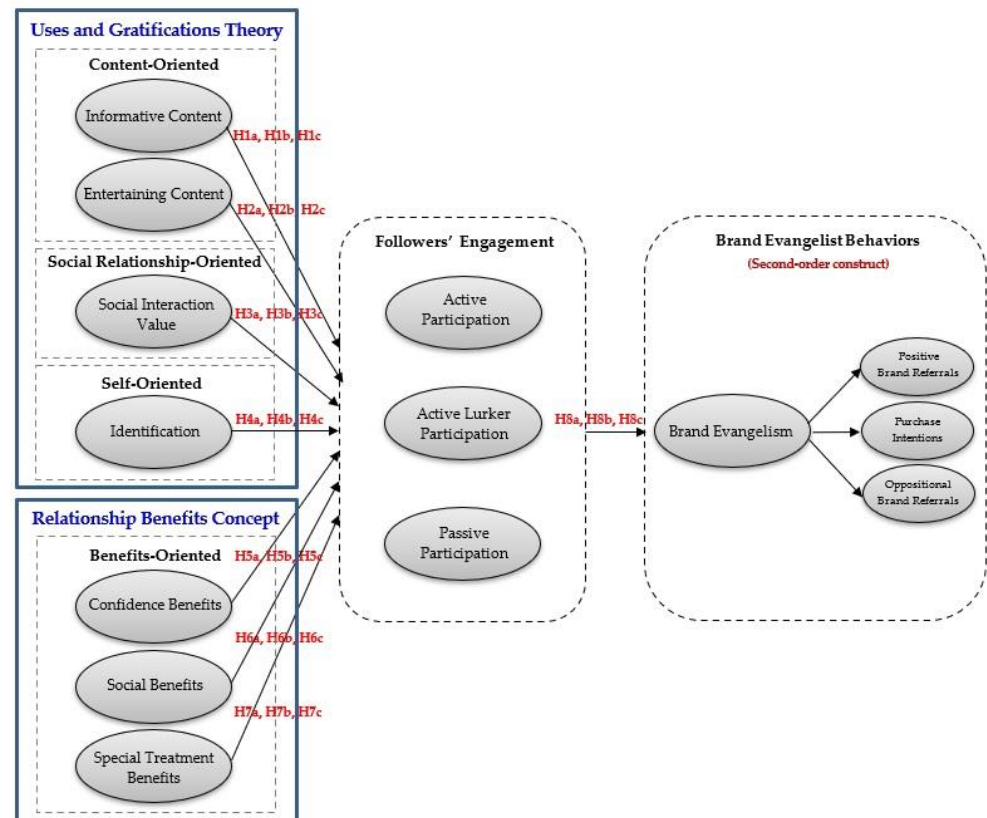 Uses and Gratifications Theory
Content-Oriented
Informative Content
H1a, H1b, H1c
Entertaining Content
H2a, H2b, H2c
Social Relationship-Oriented
Social Interaction
Value
H3a, H3b, H3c
Self-Oriented
Identification
H4a, H4b, H4c
Relationship Benefits Concept
Benefits-Oriented
H5a, H5b, H5c
Confidence Benefits
H6a, H6b, H6c
Social Benefits
H7a, H7b, H7c
Special Treatment
Benefits
Followers' Engagement
Active
Participation
Active Lurker
Participation
Passive
Participation
H8a, H8b, H8c
Brand Evangelist Behaviors
(Second-order construct)
Brand Evangelism
Positive
Brand Referrals
Purchase
Intentions
Oppositional
Brand Referrals